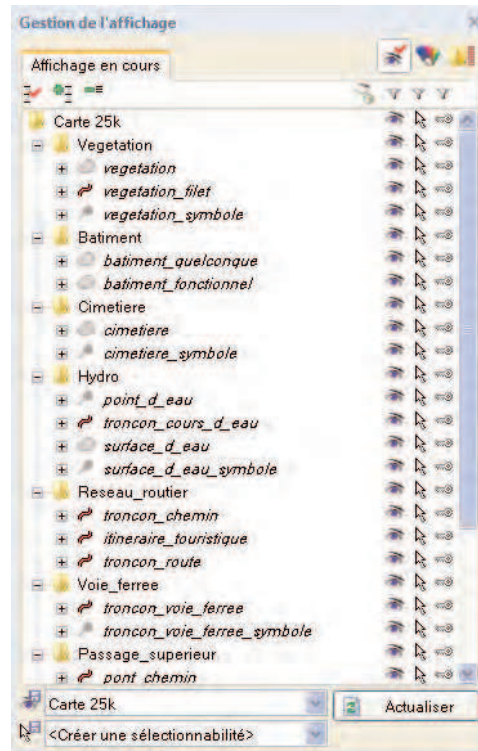 Gestion de l'affichage
Affichage en cours
Carte 25k
Vegetation
vegetation
vegetation_filet
vegetation_symbole
Batiment
batiment_quelconque
batiment_fonctionnel
Cimetiere
cimetiere
cimetiere_symbole
Hydro
point_d_eau
troncon_cours_d_eau
surface_d_eau
surface_d_eau_symbole
Reseau_routier
troncon_chemin
itineraire_touristique
troncon_route
Voie_ferree
troncon_voie_ferree
troncon_voie_ferree_symbole
Passage_superieur
pont_chemin
Carte 25k
Actualiser
<Créer une sélectionnabilité>